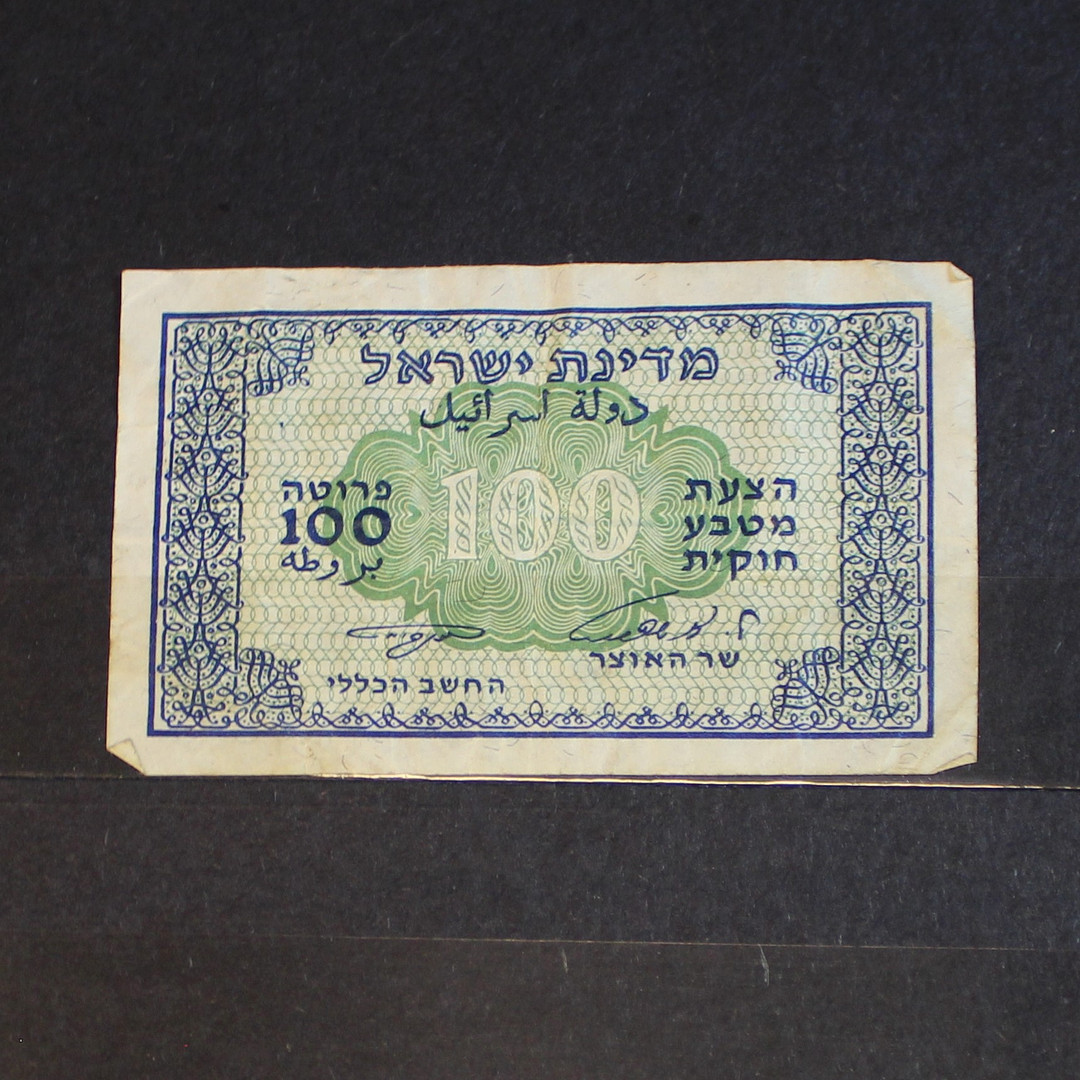 מדינת ישראל
دولة اسرائيل
100
הצעת
מטבע
חוקית
פרוטה
100
بروطة
שר האוצר
החשב הכללי